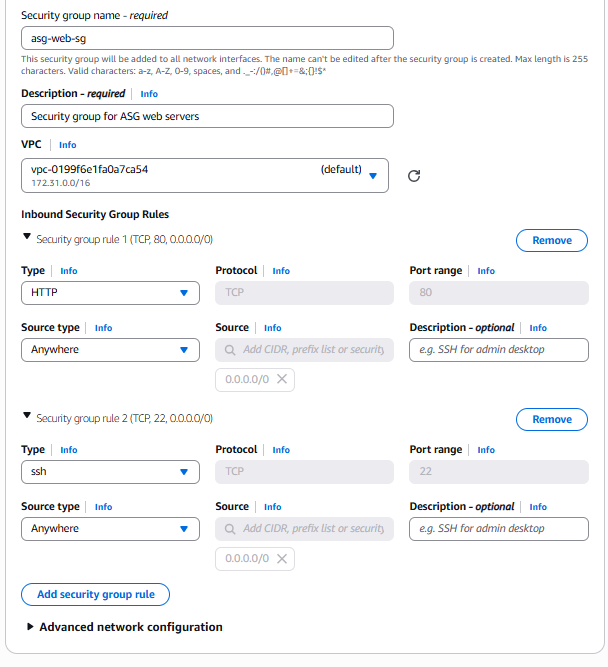 Security group name - required
asg-web-sg
This security group will be added to all network interfaces. The name can't be edited after the security group is created. Max length is 255
characters. Valid characters: a-z, A-Z, 0-9, spaces, and ._-:/()#,@[]+=&;{}!$*
Description - required Info
Security group for ASG web servers
VPC Info
vpc-0199f6e1fa0a7ca54 (default)
172.31.0.0/16
Inbound Security Group Rules
Security group rule 1 (TCP, 80, 0.0.0.0/0) Remove
Type Info Protocol Info Port range Info
HTTP TCP 80
Source type Info Source Info Description - optional Info
Anywhere Add CIDR, prefix list or security e.g. SSH for admin desktop
0.0.0.0/0
Security group rule 2 (TCP, 22, 0.0.0.0/0) Remove
Type Info Protocol Info Port range Info
ssh TCP 22
Source type Info Source Info Description - optional Info
Anywhere Add CIDR, prefix list or security e.g. SSH for admin desktop
0.0.0.0/0
Add security group rule
Advanced network configuration